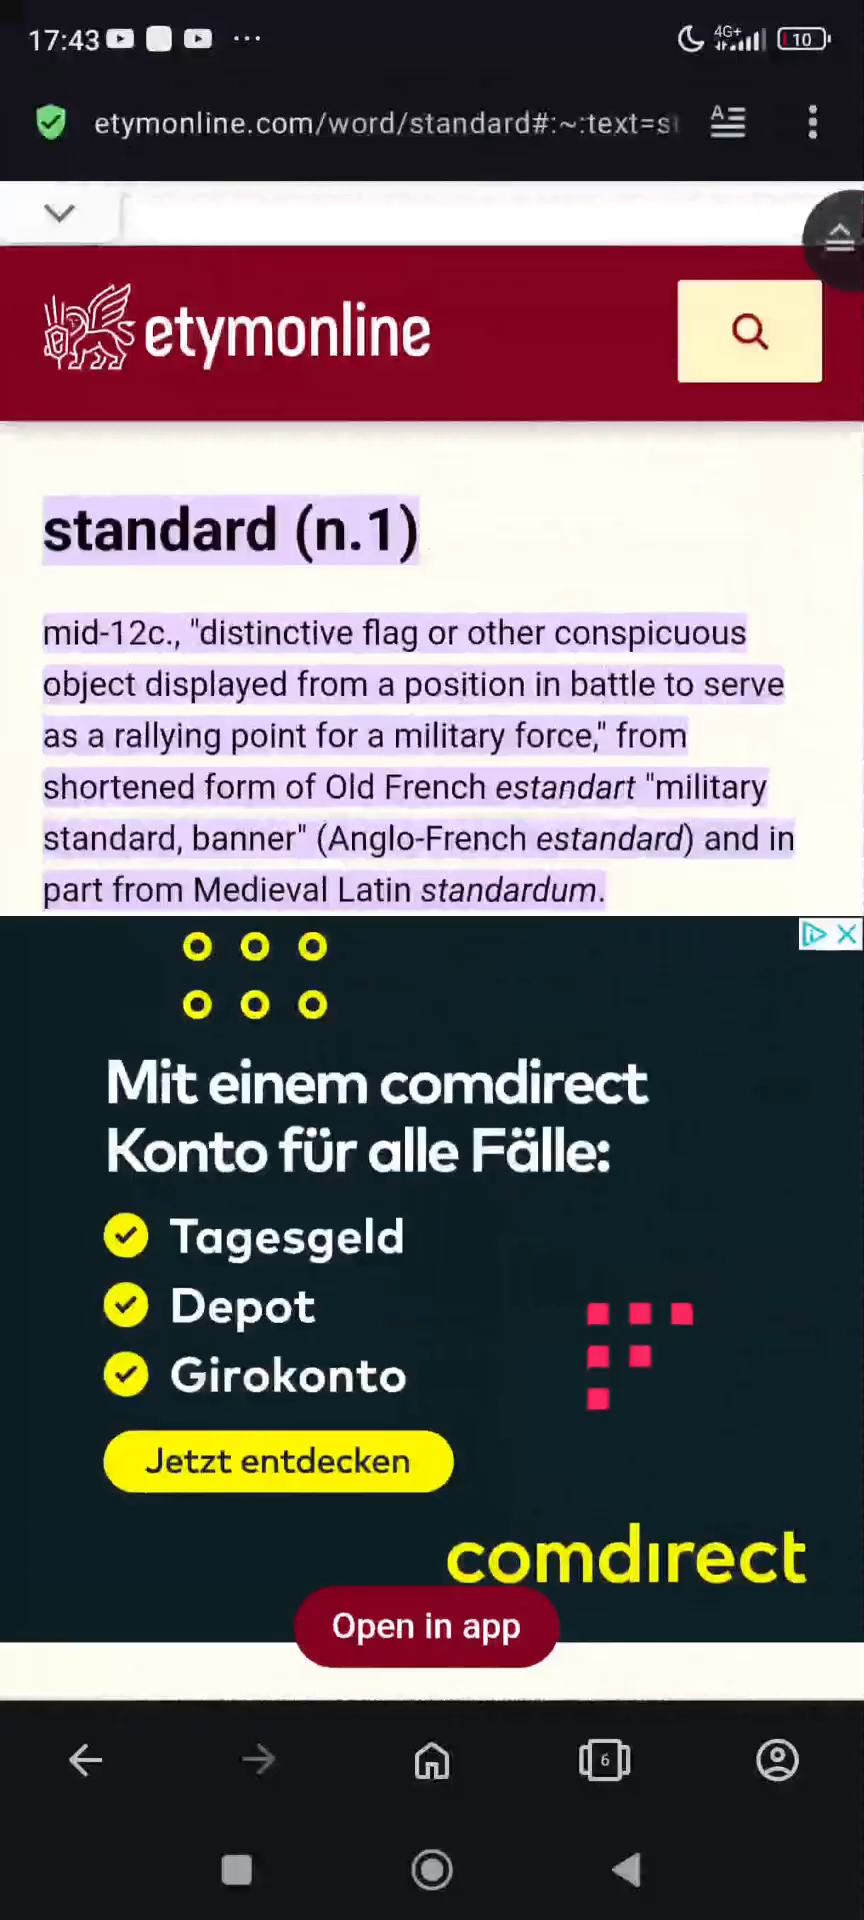 17:43
4G+
10
etymonline.com/word/standard#:~:text=s
etymonline
standard (n.1)
mid-12c., "distinctive flag or other conspicuous
object displayed from a position in battle to serve
as a rallying point for a military force," from
shortened form of Old French estandart "military
standard, banner" (Anglo-French estandard) and in
part from Medieval Latin standardum.
Mit einem comdirect
Konto für alle Fälle:
Tagesgeld
Depot
Girokonto
Jetzt entdecken
comdirect
Open in app
6